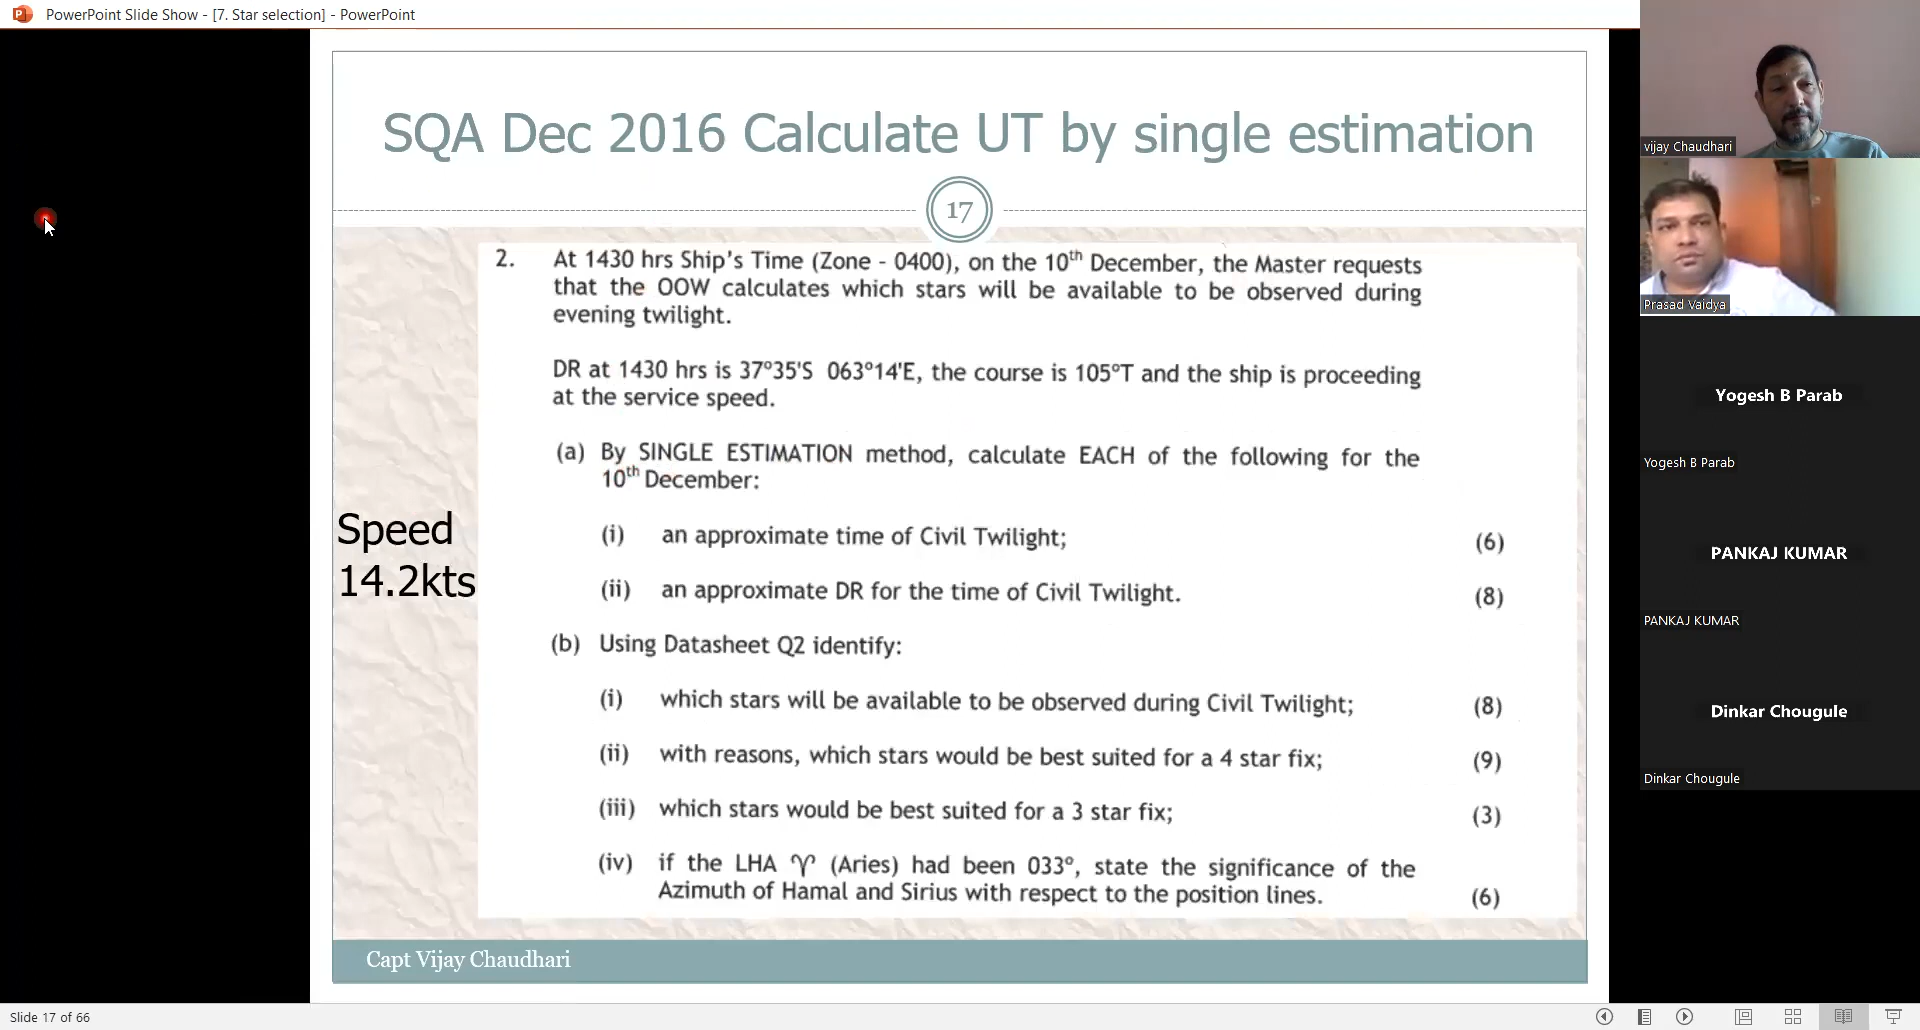 PowerPoint Slide Show - [7. Star selection] - PowerPoint
SQA Dec 2016 Calculate UT by single estimation
17
2. At 1430 hrs Ship's Time (Zone - 0400), on the 10th December, the Master requests
that the OOW calculates which stars will be available to be observed during
evening twilight.
DR at 1430 hrs is 37°35'S 063°14'E, the course is 105°T and the ship is proceeding
at the service speed.
(a) By SINGLE ESTIMATION method, calculate EACH of the following for the
10th December:
(i) an approximate time of Civil Twilight; (6)
(ii) an approximate DR for the time of Civil Twilight. (8)
Speed
14.2kts
(b) Using Datasheet Q2 identify:
(i) which stars will be available to be observed during Civil Twilight; (8)
(ii) with reasons, which stars would be best suited for a 4 star fix; (9)
(iii) which stars would be best suited for a 3 star fix; (3)
(iv) if the LHA ♈ (Aries) had been 033°, state the significance of the
Azimuth of Hamal and Sirius with respect to the position lines. (6)
Capt Vijay Chaudhari
Slide 17 of 66
vijay Chaudhari
Prasad Vaidya
Yogesh B Parab
Yogesh B Parab
PANKAJ KUMAR
PANKAJ KUMAR
Dinkar Chougule
Dinkar Chougule